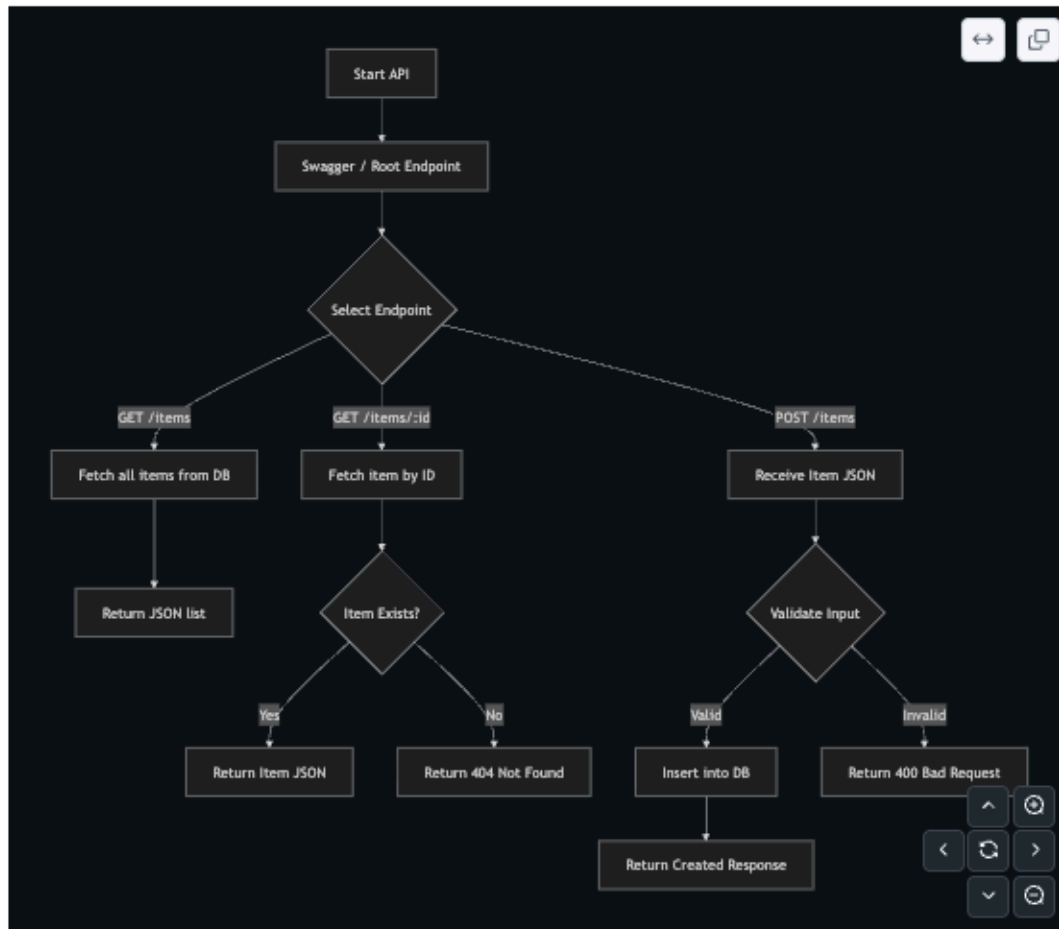 Start API
Swagger / Root Endpoint
Select Endpoint
GET /items
GET /items/:id
POST /items
Fetch all items from DB
Fetch item by ID
Receive Item JSON
Return JSON list
Item Exists?
Validate Input
Yes
No
Valid
Invalid
Return Item JSON
Return 404 Not Found
Insert into DB
Return 400 Bad Request
Return Created Response